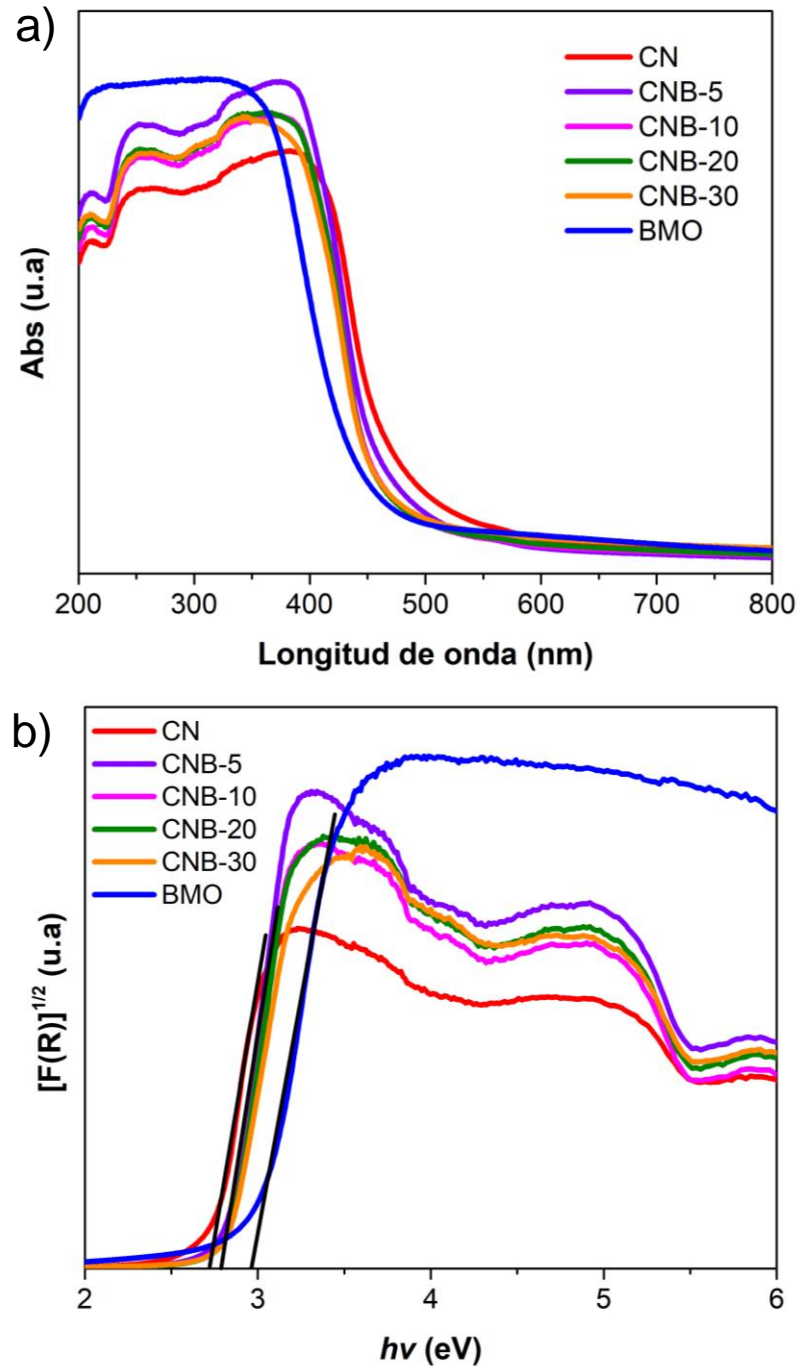 a)
CN
CNB-5
CNB-10
CNB-20
CNB-30
BMO
Abs (u.a)
200 300 400 500 600 700 800
Longitud de onda (nm)
b)
CN
CNB-5
CNB-10
CNB-20
CNB-30
BMO
[F(R)]^1/2 (u.a)
2 3 4 5 6
hv (eV)